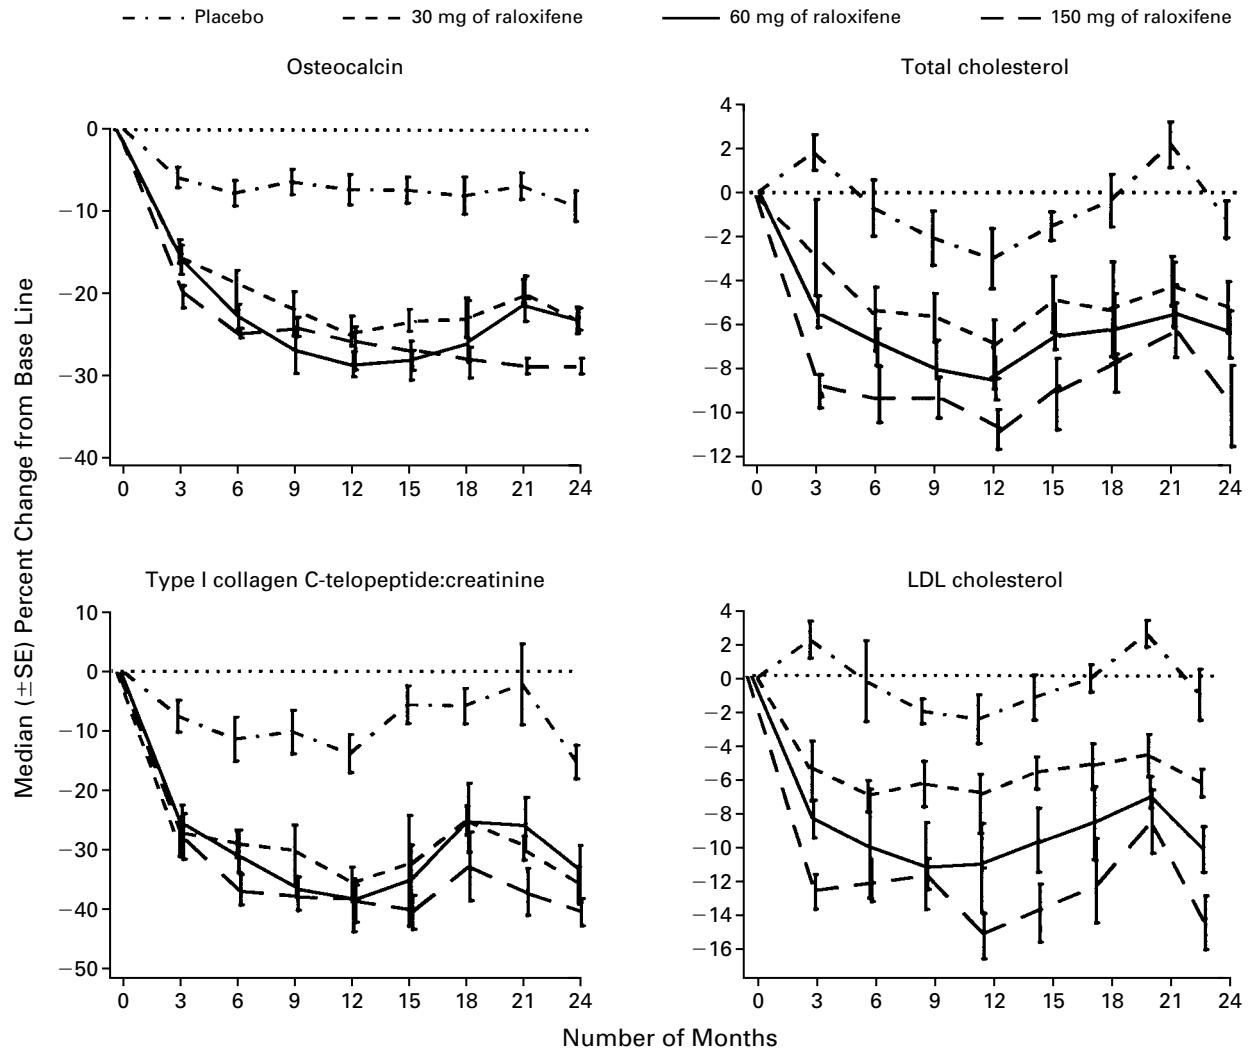 Placebo 30 mg of raloxifene 60 mg of raloxifene 150 mg of raloxifene
Osteocalcin
0
−10
−20
−30
−40
0 3 6 9 12 15 18 21 24
Total cholesterol
4
2
0
−2
−4
−6
−8
−10
−12
0 3 6 9 12 15 18 21 24
Median (±SE) Percent Change from Base Line
Type I collagen C-telopeptide:creatinine
10
0
−10
−20
−30
−40
−50
0 3 6 9 12 15 18 21 24
LDL cholesterol
4
2
0
−2
−4
−6
−8
−10
−12
−14
−16
0 3 6 9 12 15 18 21 24
Number of Months